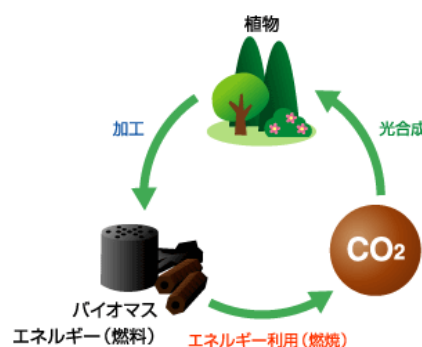 植物
加工
光合成
CO2
バイオマス
エネルギー（燃料）
エネルギー利用（燃焼）